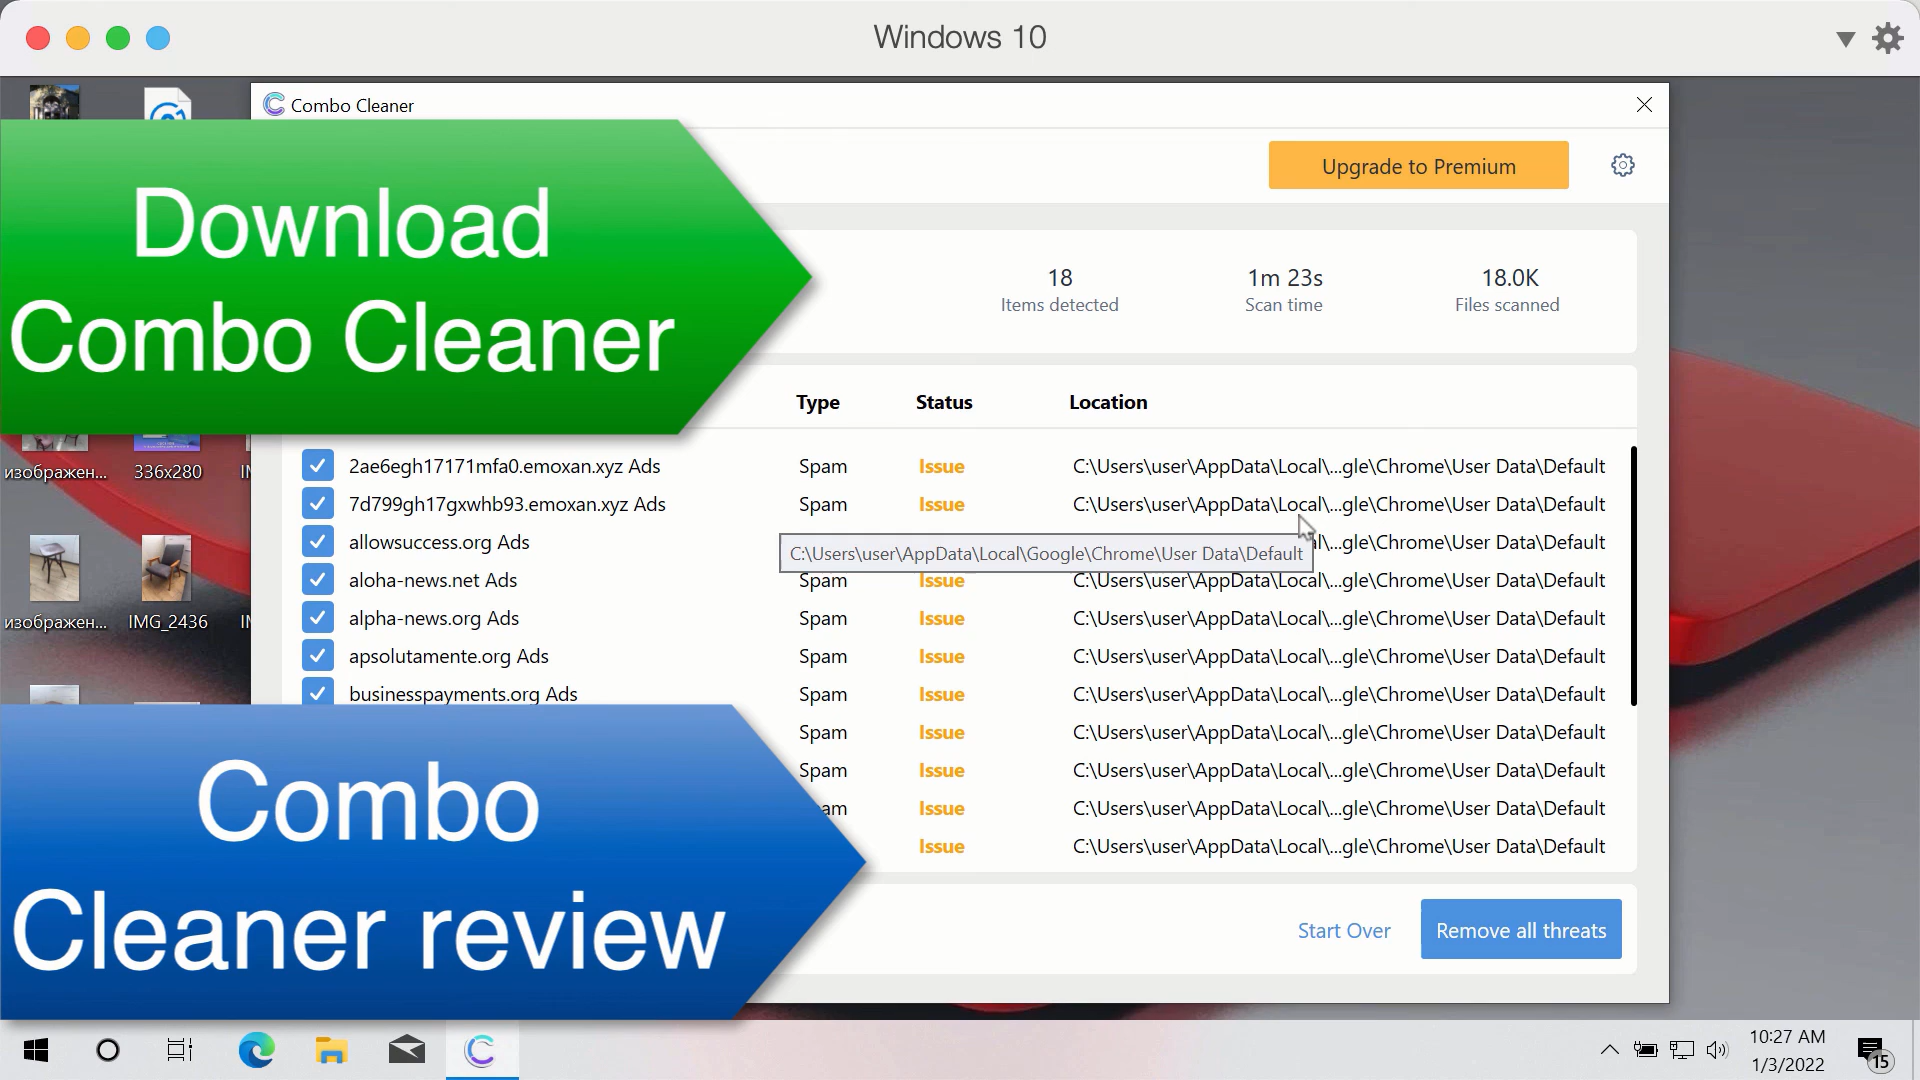 Windows 10
Combo Cleaner
Upgrade to Premium
Download
Combo Cleaner
18
Items detected
1m 23s
Scan time
18.0K
Files scanned
Type Status Location
2ae6egh17171mfa0.emoxan.xyz Ads Spam Issue C:\Users\user\AppData\Local\...gle\Chrome\User Data\Default
7d799gh17gxwhb93.emoxan.xyz Ads Spam Issue C:\Users\user\AppData\Local\...gle\Chrome\User Data\Default
allowsuccess.org Ads
C:\Users\user\AppData\Local\Google\Chrome\User Data\Default
l\...gle\Chrome\User Data\Default
aloha-news.net Ads Spam Issue C:\Users\user\AppData\Local\...gle\Chrome\User Data\Default
alpha-news.org Ads Spam Issue C:\Users\user\AppData\Local\...gle\Chrome\User Data\Default
apsolutamente.org Ads Spam Issue C:\Users\user\AppData\Local\...gle\Chrome\User Data\Default
businesspayments.org Ads Spam Issue C:\Users\user\AppData\Local\...gle\Chrome\User Data\Default
Spam Issue C:\Users\user\AppData\Local\...gle\Chrome\User Data\Default
Spam Issue C:\Users\user\AppData\Local\...gle\Chrome\User Data\Default
Spam Issue C:\Users\user\AppData\Local\...gle\Chrome\User Data\Default
Issue C:\Users\user\AppData\Local\...gle\Chrome\User Data\Default
изображен...
336x280
изображен...
IMG_2436
Combo
Cleaner review
Start Over
Remove all threats
10:27 AM
1/3/2022
15